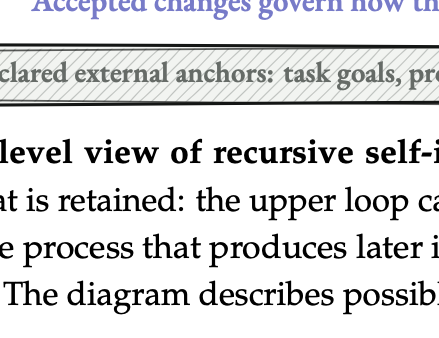 Accepted changes govern how th
clared external anchors: task goals, pr
level view of recursive self-i
at is retained: the upper loop ca
e process that produces later i
The diagram describes possibl